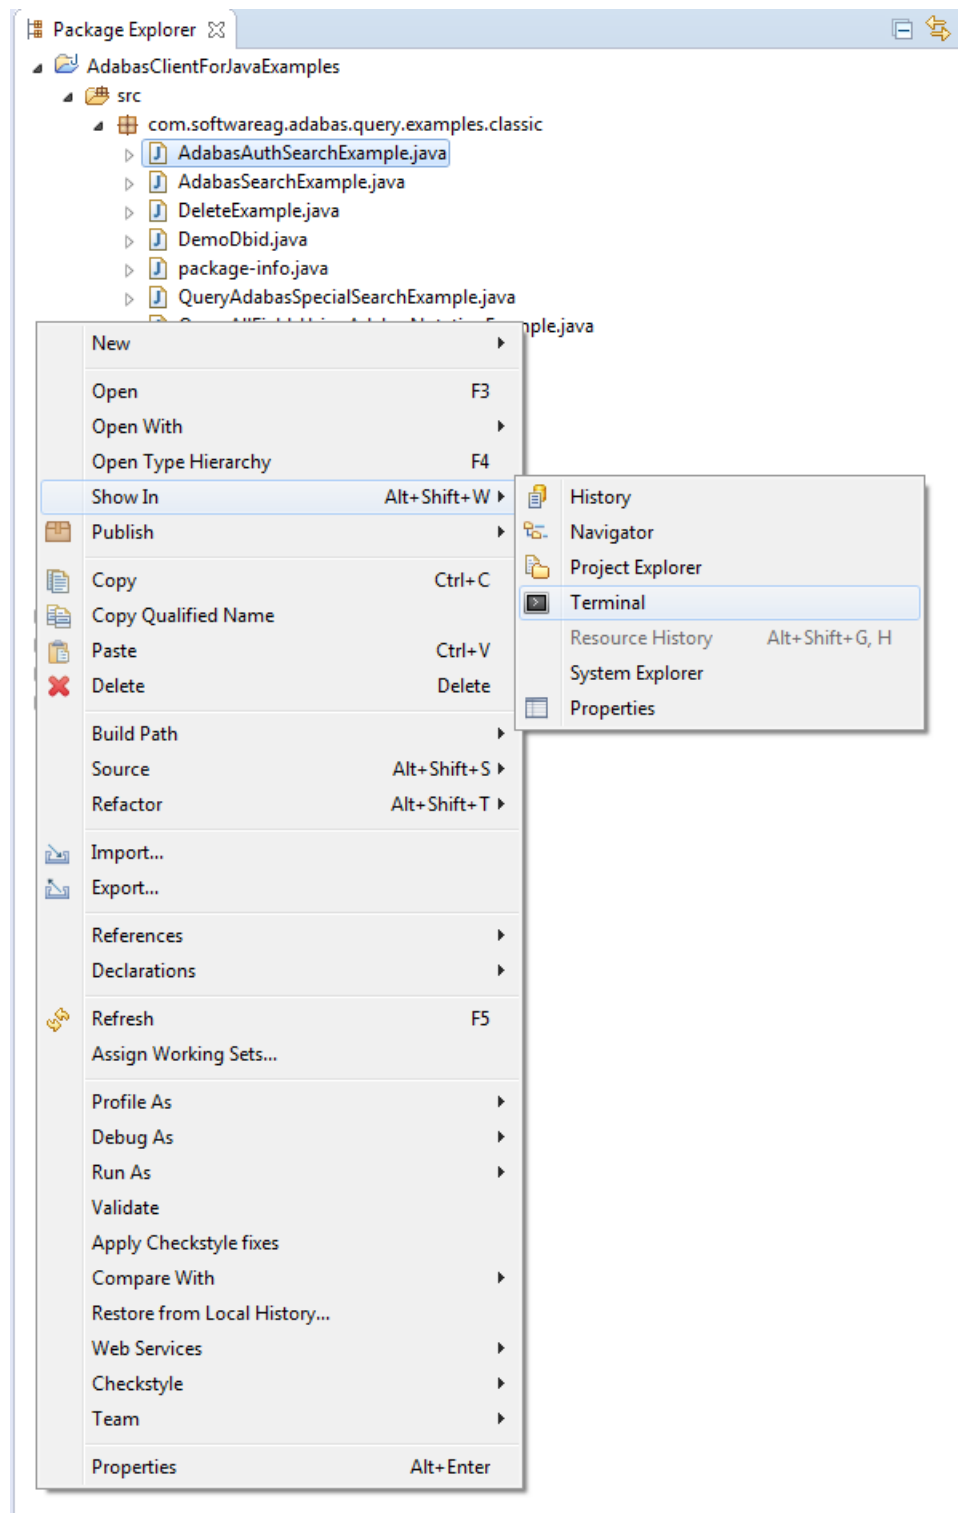 Package Explorer
AdabasClientForJavaExamples
src
com.softwareag.adabas.query.examples.classic
AdabasAuthSearchExample.java
AdabasSearchExample.java
DeleteExample.java
DemoDbid.java
package-info.java
QueryAdabasSpecialSearchExample.java
mple.java
New
Open F3
Open With
Open Type Hierarchy F4
Show In Alt+Shift+W
Publish
Copy Ctrl+C
Copy Qualified Name
Paste Ctrl+V
Delete Delete
Build Path
Source Alt+Shift+S
Refactor Alt+Shift+T
Import...
Export...
References
Declarations
Refresh F5
Assign Working Sets...
Profile As
Debug As
Run As
Validate
Apply Checkstyle fixes
Compare With
Restore from Local History...
Web Services
Checkstyle
Team
Properties Alt+Enter
History
Navigator
Project Explorer
Terminal
Resource History Alt+Shift+G, H
System Explorer
Properties